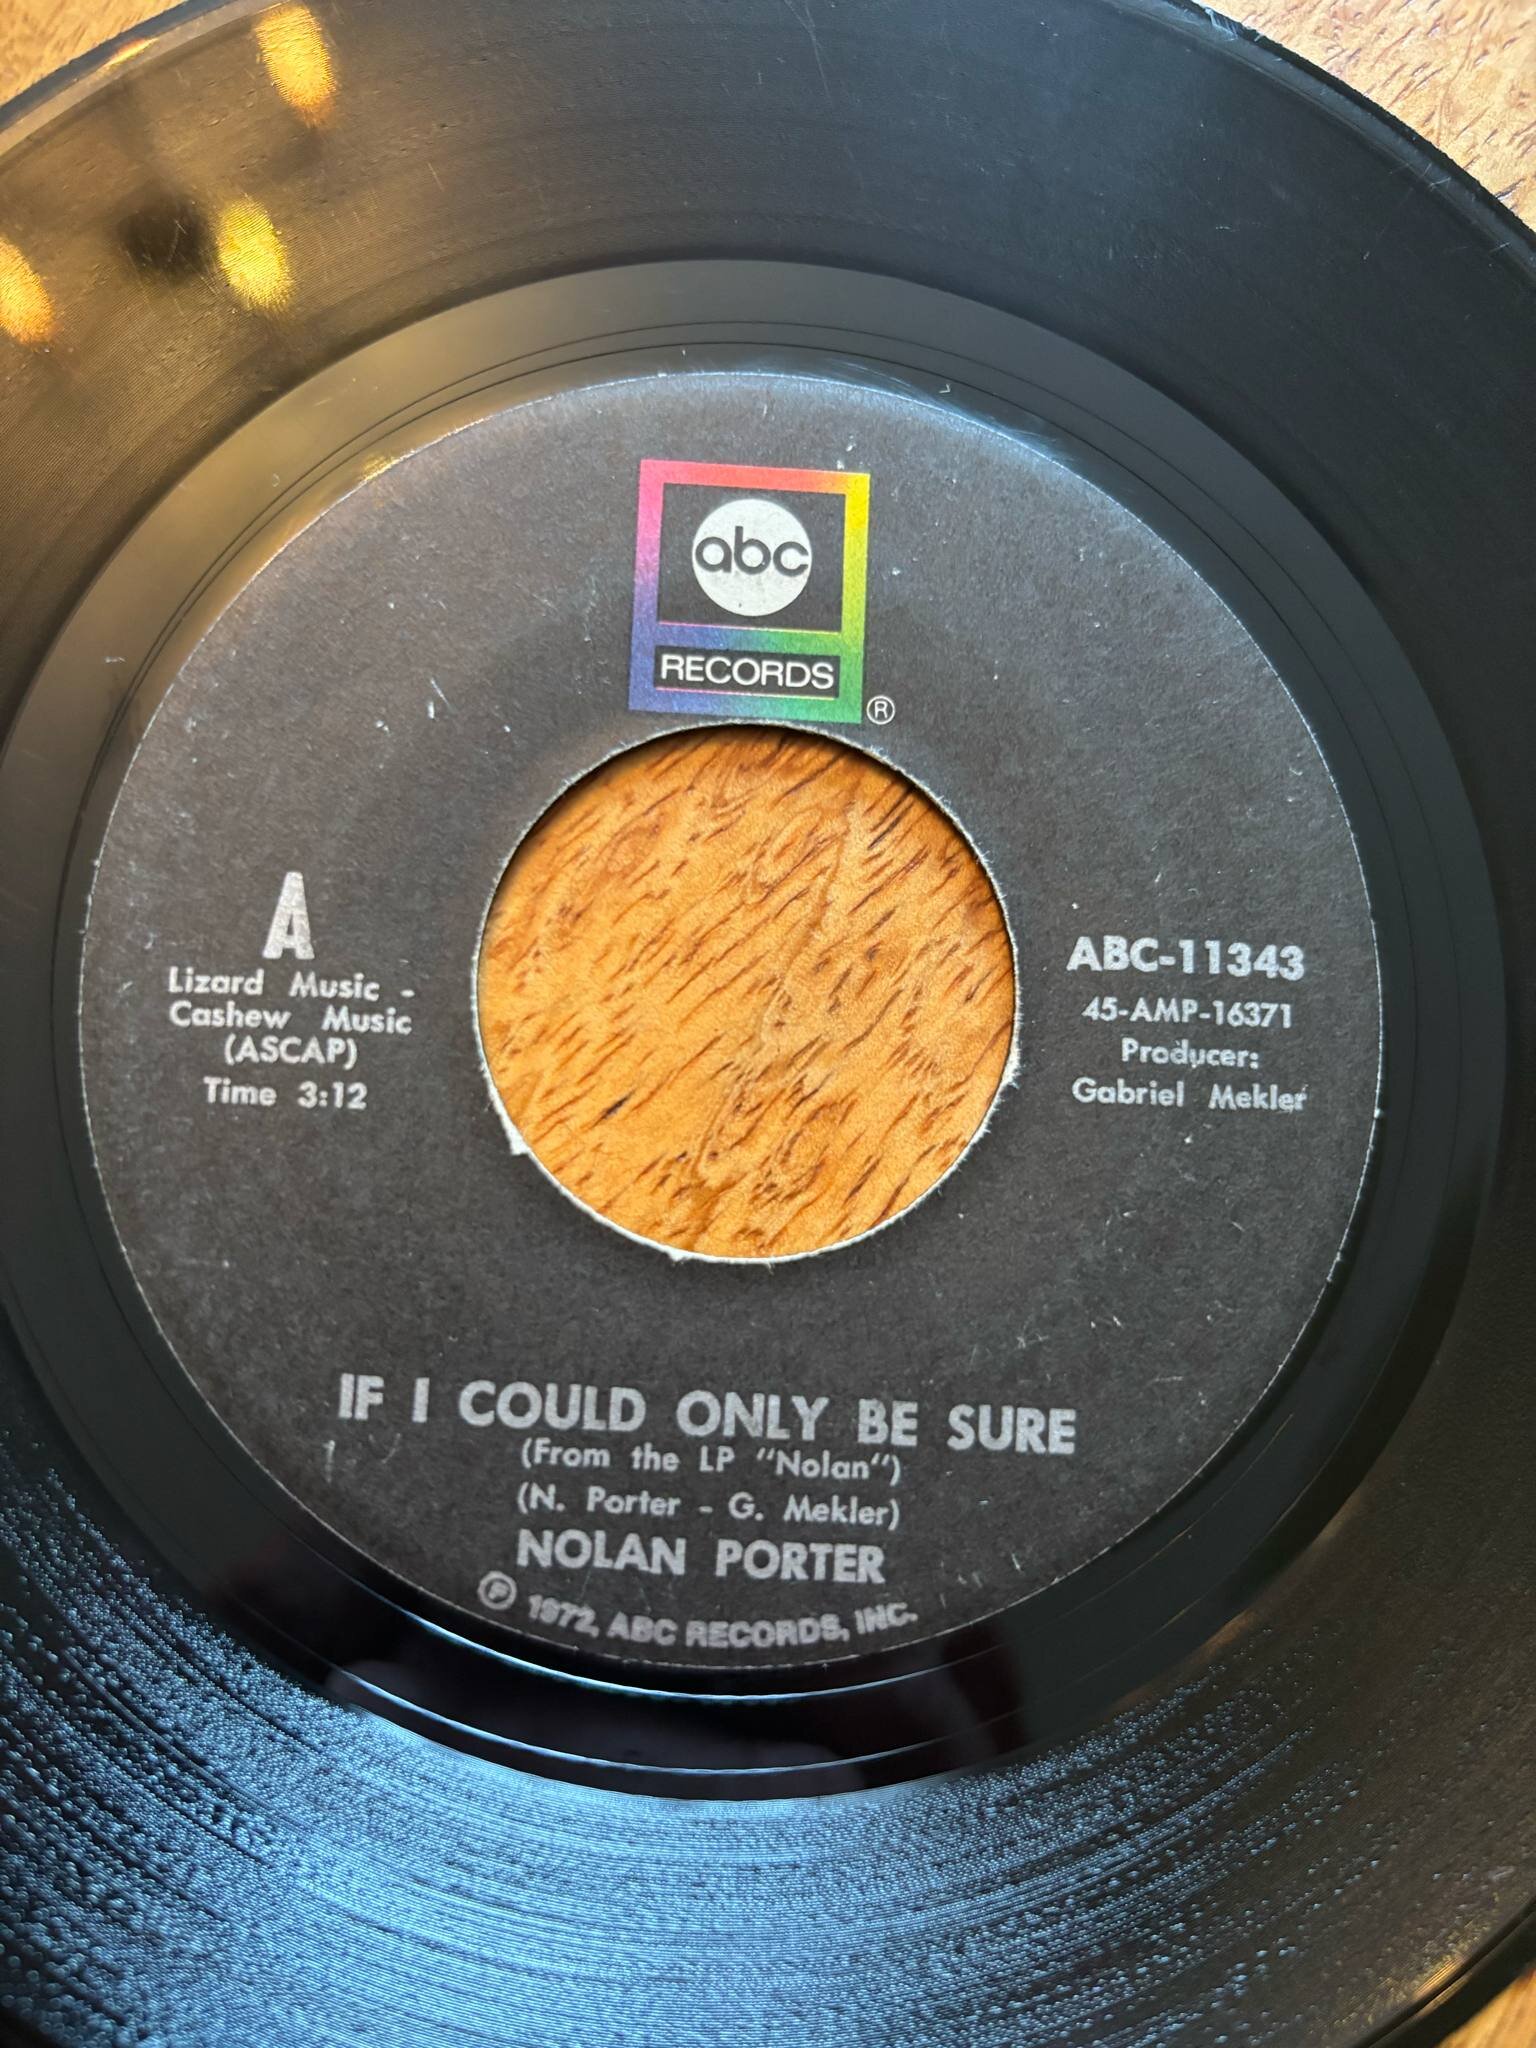 abc
RECORDS
®
A
Lizard Music -
Cashew Music
(ASCAP)
Time 3:12
ABC-11343
45-AMP-16371
Producer:
Gabriel Mekler
IF I COULD ONLY BE SURE
(From the LP "Nolan")
(N. Porter - G. Mekler)
NOLAN PORTER
℗ 1972, ABC RECORDS, INC.